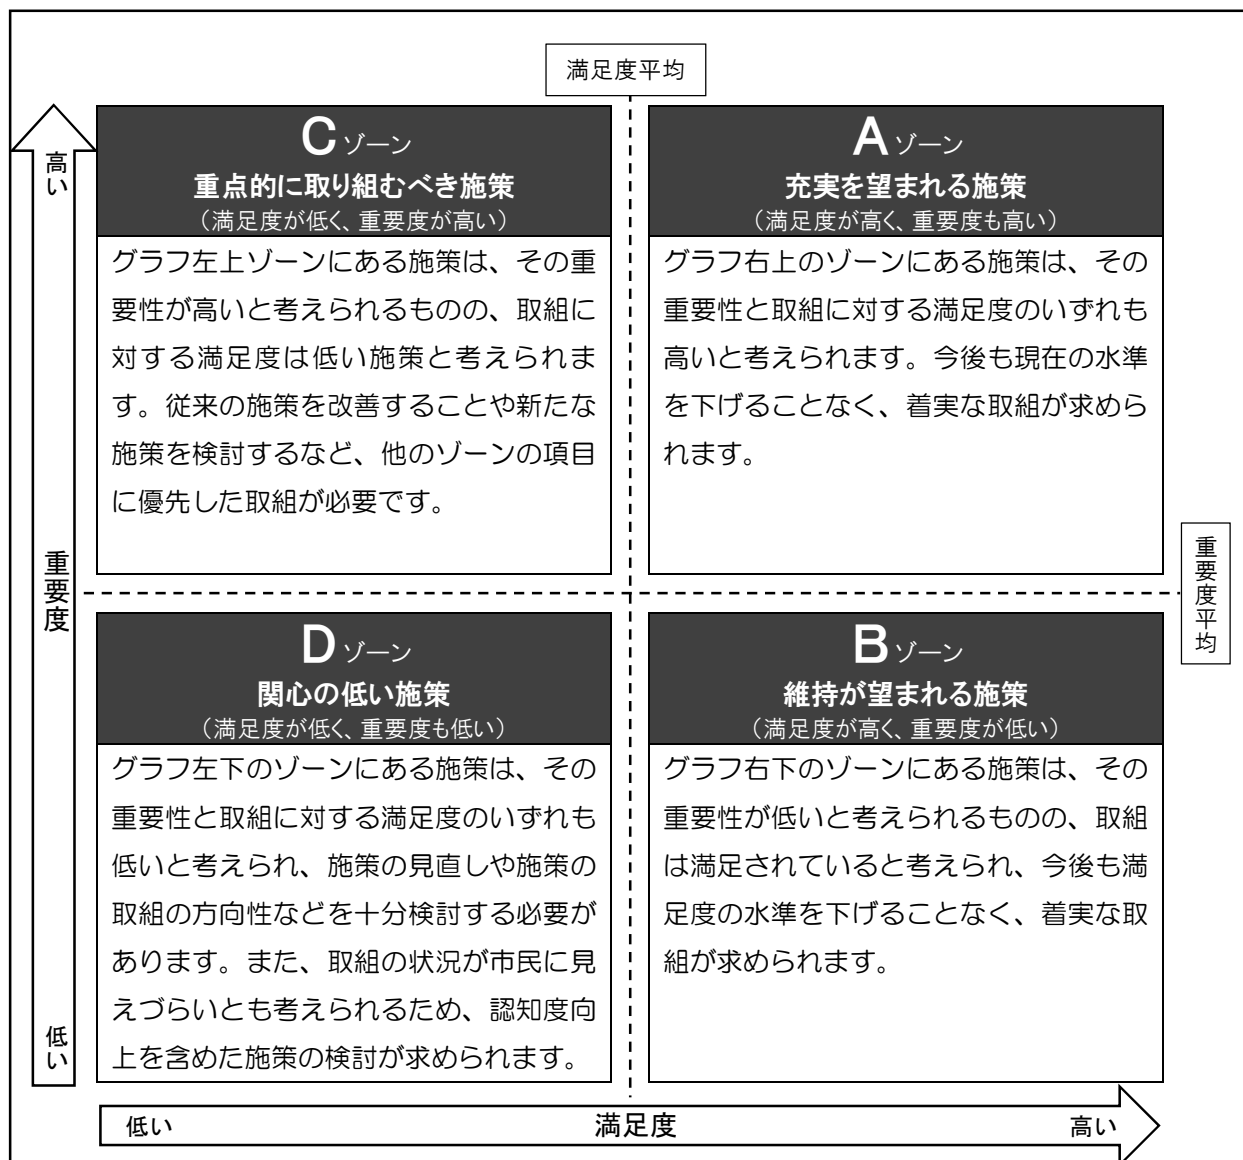 満足度平均
Cゾーン
重点的に取り組むべき施策
（満足度が低く、重要度が高い）
グラフ左上ゾーンにある施策は、その重
要性が高いと考えられるものの、取組に
対する満足度は低い施策と考えられま
す。従来の施策を改善することや新たな
施策を検討するなど、他のゾーンの項目
に優先した取組が必要です。
Aゾーン
充実を望まれる施策
（満足度が高く、重要度も高い）
グラフ右上のゾーンにある施策は、その
重要性と取組に対する満足度のいずれも
高いと考えられます。今後も現在の水準
を下げることなく、着実な取組が求めら
れます。
高い
重要度
低い
重要度平均
Dゾーン
関心の低い施策
（満足度が低く、重要度も低い）
グラフ左下のゾーンにある施策は、その
重要性と取組に対する満足度のいずれも
低いと考えられ、施策の見直しや施策の
取組の方向性などを十分検討する必要が
あります。また、取組の状況が市民に見
えづらいとも考えられるため、認知度向
上を含めた施策の検討が求められます。
Bゾーン
維持が望まれる施策
（満足度が高く、重要度が低い）
グラフ右下のゾーンにある施策は、その
重要性が低いと考えられるものの、取組
は満足されていると考えられ、今後も満
足度の水準を下げることなく、着実な取
組が求められます。
低い
満足度
高い